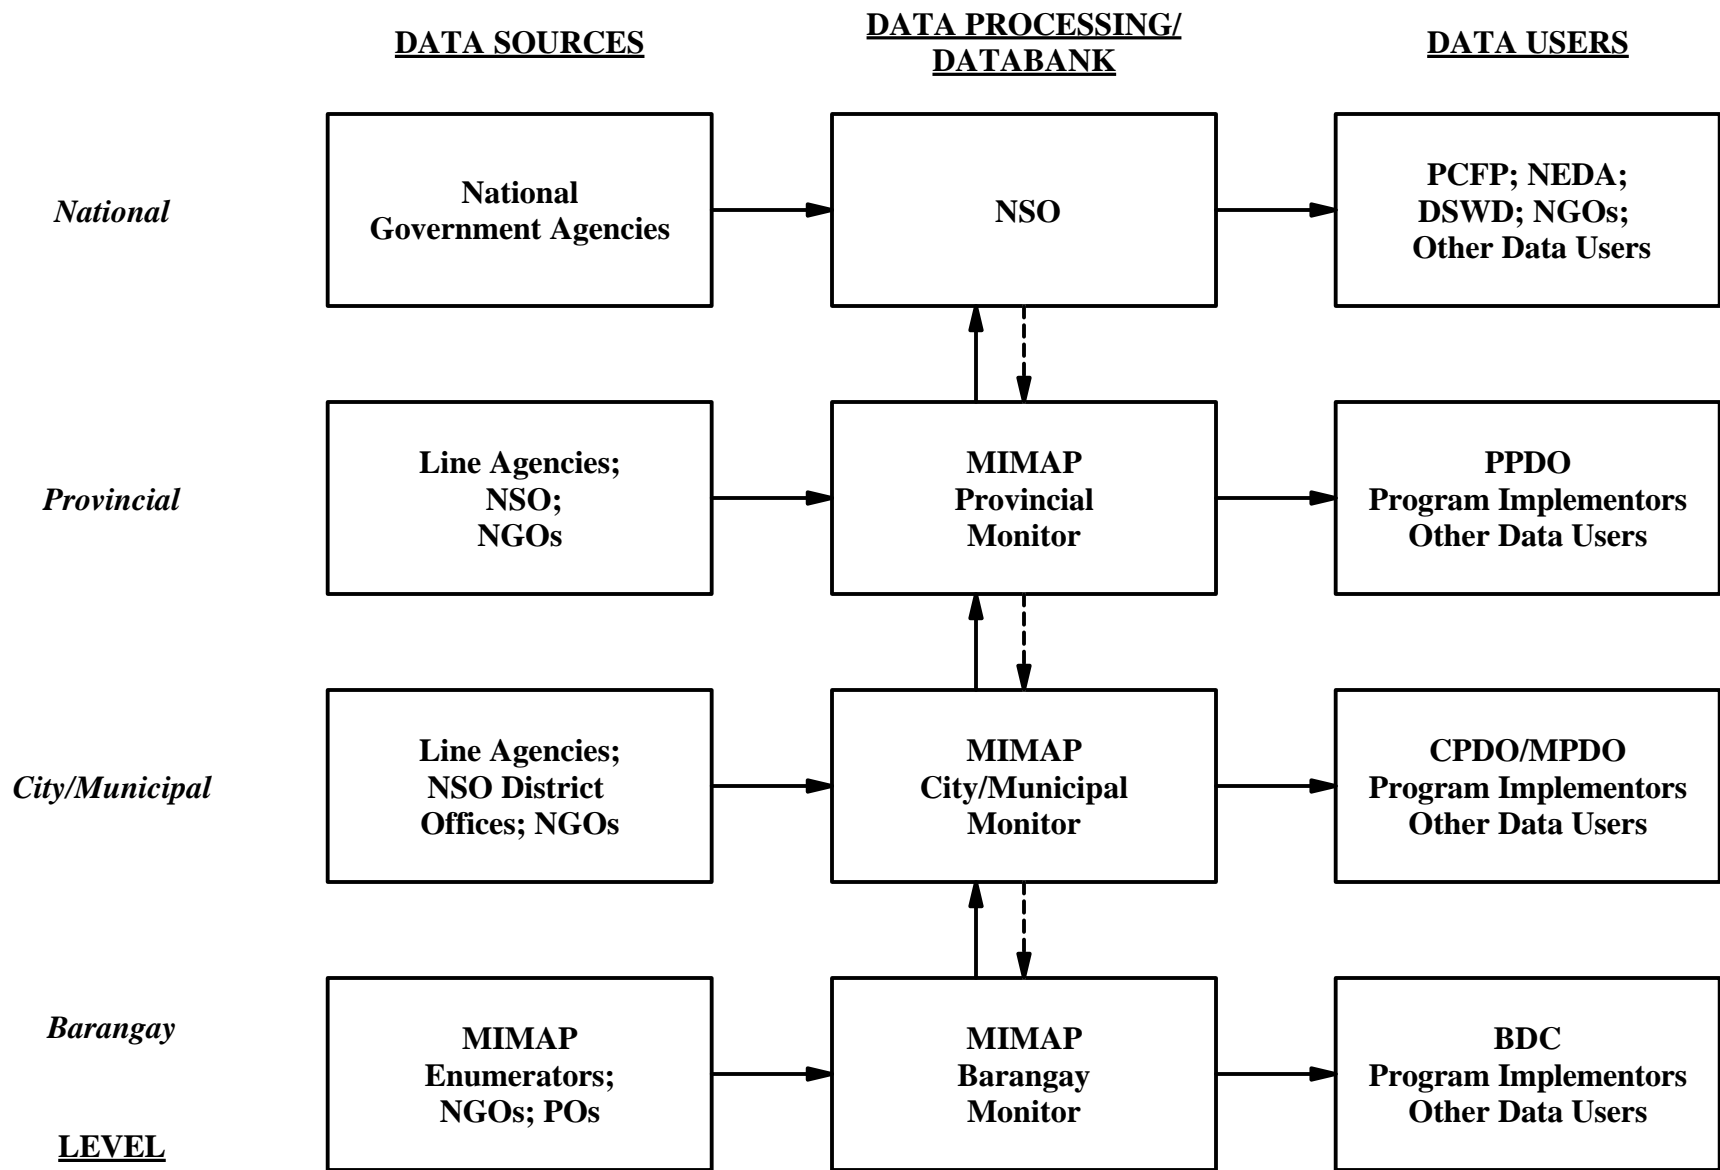 DATA SOURCES
DATA PROCESSING/
DATABANK
DATA USERS
National
National
Government Agencies
NSO
PCFP; NEDA;
DSWD; NGOs;
Other Data Users
Provincial
Line Agencies;
NSO;
NGOs
MIMAP
Provincial
Monitor
PPDO
Program Implementors
Other Data Users
City/Municipal
Line Agencies;
NSO District
Offices; NGOs
MIMAP
City/Municipal
Monitor
CPDO/MPDO
Program Implementors
Other Data Users
Barangay
MIMAP
Enumerators;
NGOs; POs
MIMAP
Barangay
Monitor
BDC
Program Implementors
Other Data Users
LEVEL